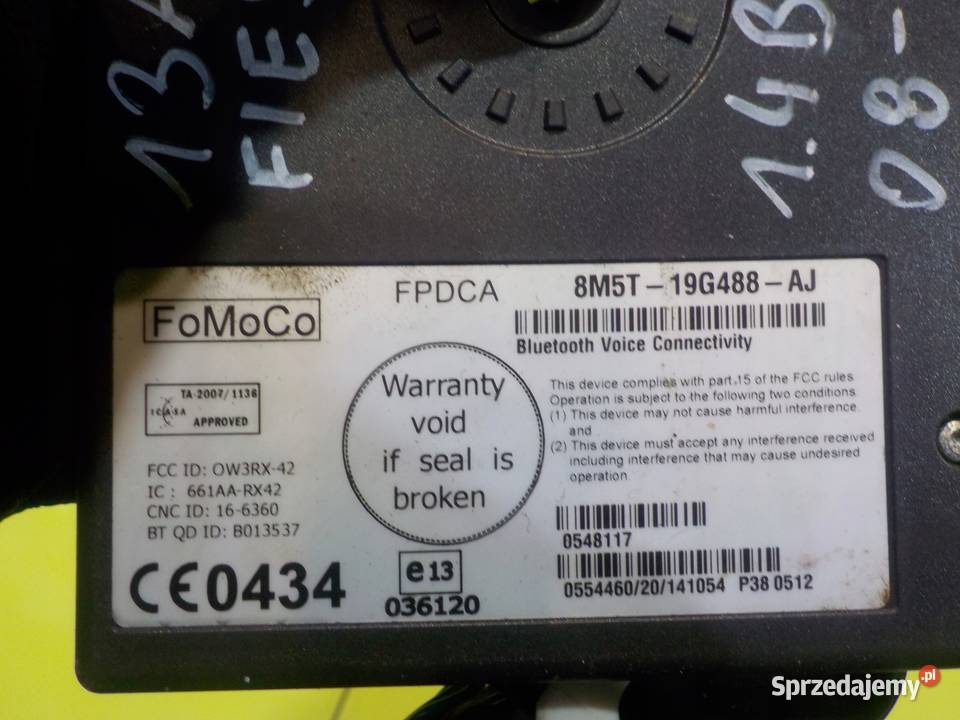 FIES
1.4B
08-
FoMoCo
FPDCA
8M5T-19G488-AJ
Bluetooth Voice Connectivity
TA-2007/1136
ICASA
APPROVED
Warranty
void
if seal is
broken
This device complies with part.15 of the FCC rules
Operation is subject to the following two conditions
(1) This device may not cause harmful interference.
and
(2) This device must accept any interference received
including interference that may cause undesired
operation.
FCC ID: OW3RX-42
IC : 661AA-RX42
CNC ID: 16-6360
BT QD ID: B013537
CE0434
e13
036120
0548117
0554460/20/141054 P38 0512
Sprzedajemy.pl